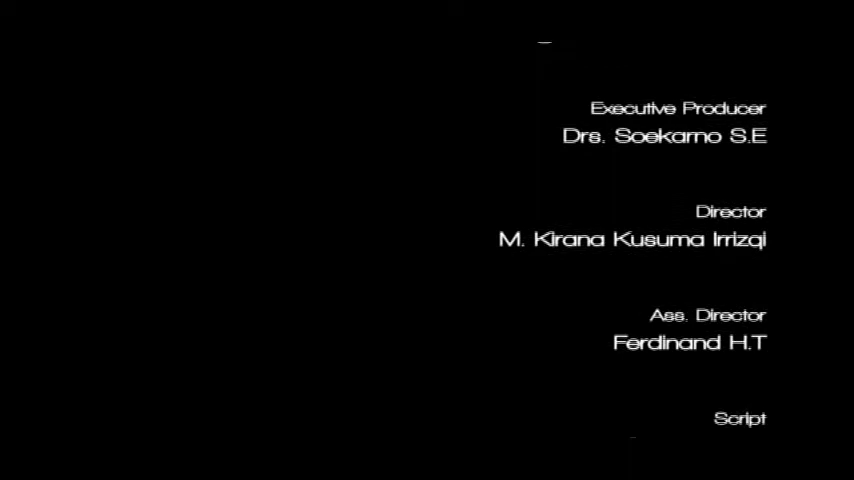 Executive Producer
Drs. Soekarno S.E
Director
M. Kirana Kusuma Irrizqi
Ass. Director
Ferdinand H.T
Script